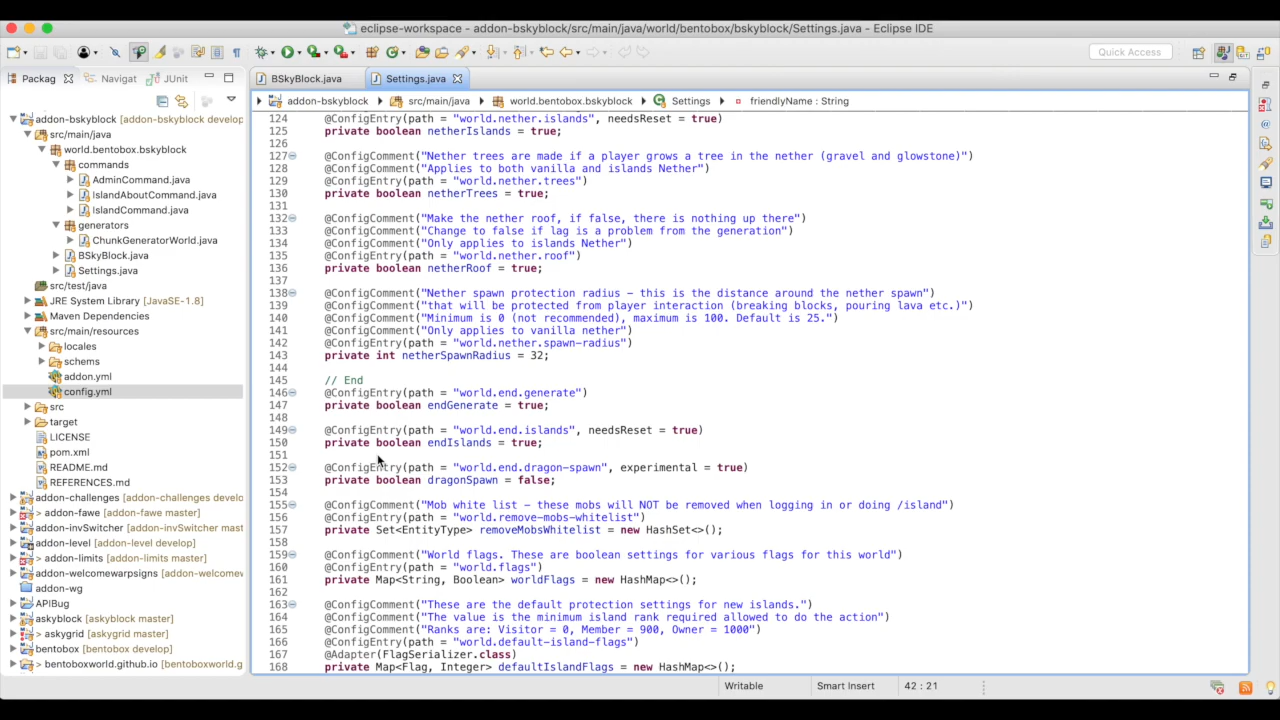 eclipse-workspace - addon-bskyblock/src/main/java/world/bentobox/bskyblock/Settings.java - Eclipse IDE
Quick Access
Packag
Navigat
JUnit
BSkyBlock.java
Settings.java
addon-bskyblock
src/main/java
world.bentobox.bskyblock
Settings
friendlyName : String
addon-bskyblock [addon-bskyblock develop
src/main/java
world.bentobox.bskyblock
commands
AdminCommand.java
IslandAboutCommand.java
IslandCommand.java
generators
ChunkGeneratorWorld.java
BSkyBlock.java
Settings.java
src/test/java
JRE System Library [JavaSE-1.8]
Maven Dependencies
src/main/resources
locales
schems
addon.yml
config.yml
src
target
LICENSE
pom.xml
README.md
REFERENCES.md
addon-challenges [addon-challenges develo
> addon-fawe [addon-fawe master]
addon-invSwitcher [addon-invSwitcher mast
addon-level [addon-level develop]
> addon-limits [addon-limits master]
addon-welcomewarpsigns [addon-welcomew
addon-wg
APIBug
askyblock [askyblock master]
> askygrid [askygrid master]
bentobox [bentobox develop]
> bentoboxworld.github.io [bentoboxworld.g
124 @ConfigEntry(path = "world.nether.islands", needsReset = true)
125 private boolean netherIslands = true;
126
127 @ConfigComment("Nether trees are made if a player grows a tree in the nether (gravel and glowstone)")
128 @ConfigComment("Applies to both vanilla and islands Nether")
129 @ConfigEntry(path = "world.nether.trees")
130 private boolean netherTrees = true;
131
132 @ConfigComment("Make the nether roof, if false, there is nothing up there")
133 @ConfigComment("Change to false if lag is a problem from the generation")
134 @ConfigComment("Only applies to islands Nether")
135 @ConfigEntry(path = "world.nether.roof")
136 private boolean netherRoof = true;
137
138 @ConfigComment("Nether spawn protection radius - this is the distance around the nether spawn")
139 @ConfigComment("that will be protected from player interaction (breaking blocks, pouring lava etc.)")
140 @ConfigComment("Minimum is 0 (not recommended), maximum is 100. Default is 25.")
141 @ConfigComment("Only applies to vanilla nether")
142 @ConfigEntry(path = "world.nether.spawn-radius")
143 private int netherSpawnRadius = 32;
144
145 // End
146 @ConfigEntry(path = "world.end.generate")
147 private boolean endGenerate = true;
148
149 @ConfigEntry(path = "world.end.islands", needsReset = true)
150 private boolean endIslands = true;
151
152 @ConfigEntry(path = "world.end.dragon-spawn", experimental = true)
153 private boolean dragonSpawn = false;
154
155 @ConfigComment("Mob white list - these mobs will NOT be removed when logging in or doing /island")
156 @ConfigEntry(path = "world.remove-mobs-whitelist")
157 private Set<EntityType> removeMobsWhitelist = new HashSet<>();
158
159 @ConfigComment("World flags. These are boolean settings for various flags for this world")
160 @ConfigEntry(path = "world.flags")
161 private Map<String, Boolean> worldFlags = new HashMap<>();
162
163 @ConfigComment("These are the default protection settings for new islands.")
164 @ConfigComment("The value is the minimum island rank required allowed to do the action")
165 @ConfigComment("Ranks are: Visitor = 0, Member = 900, Owner = 1000")
166 @ConfigEntry(path = "world.default-island-flags")
167 @Adapter(FlagSerializer.class)
168 private Map<Flag, Integer> defaultIslandFlags = new HashMap<>();
Writable
Smart Insert
42 : 21